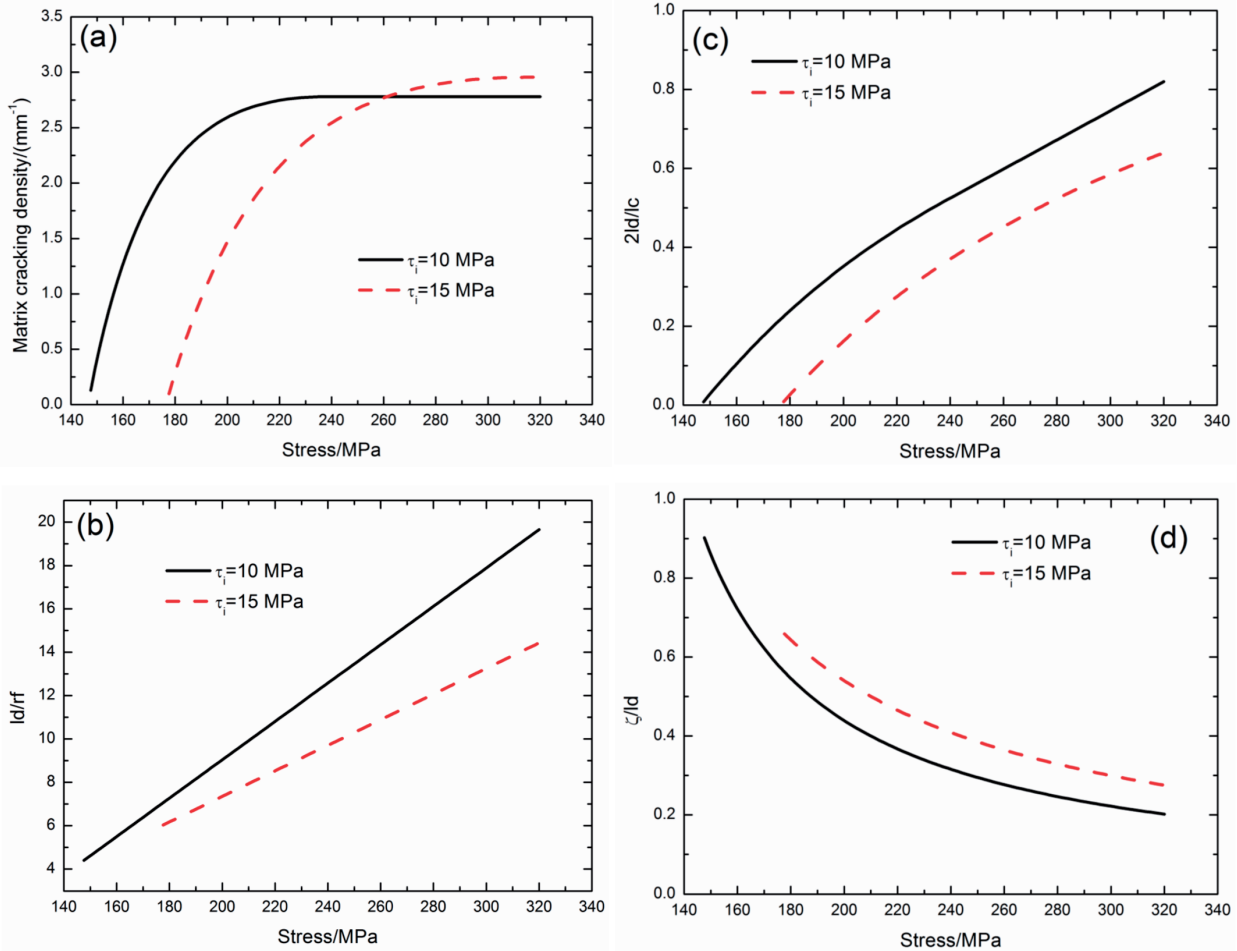 (a)
3.5
3.0
2.5
2.0
1.5
1.0
0.5
0.0
Matrix cracking density/(mm⁻¹)
τᵢ=10 MPa
τᵢ=15 MPa
140 160 180 200 220 240 260 280 300 320 340
Stress/MPa
(c)
1.0
0.8
0.6
0.4
0.2
0.0
2ld/lc
τᵢ=10 MPa
τᵢ=15 MPa
140 160 180 200 220 240 260 280 300 320 340
Stress/MPa
(b)
20
18
16
14
12
10
8
6
4
ld/rf
τᵢ=10 MPa
τᵢ=15 MPa
140 160 180 200 220 240 260 280 300 320 340
Stress/MPa
(d)
1.0
0.8
0.6
0.4
0.2
0.0
ζ/ld
τᵢ=10 MPa
τᵢ=15 MPa
140 160 180 200 220 240 260 280 300 320 340
Stress/MPa